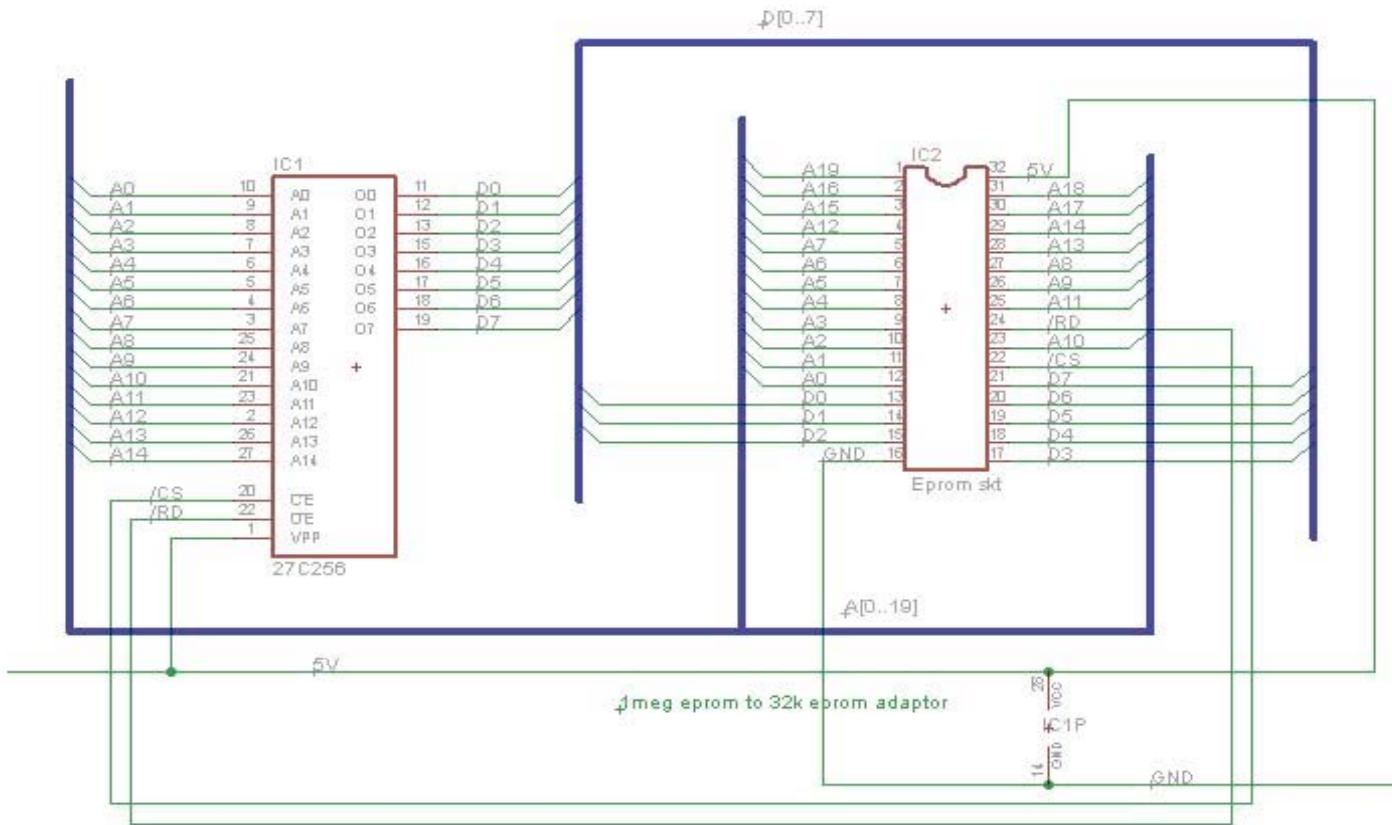 D[0..7]
IC1
A0 10 A0 O0 11 D0
A1 9 A1 O1 12 D1
A2 8 A2 O2 13 D2
A3 7 A3 O3 15 D3
A4 6 A4 O4 16 D4
A5 5 A5 O5 17 D5
A6 4 A6 O6 18 D6
A7 3 A7 O7 19 D7
A8 25 A8
A9 24 A9
A10 21 A10
A11 23 A11
A12 2 A12
A13 26 A13
A14 27 A14
/CS 20 CE
/RD 22 OE
1 VPP
27C256
IC2
A19 1 32 5V
A16 2 31 A18
A15 3 30 A17
A12 4 29 A14
A7 5 28 A13
A6 6 27 A8
A5 7 26 A9
A4 8 25 A11
A3 9 24 /RD
A2 10 23 A10
A1 11 22 /CS
A0 12 21 D7
D0 13 20 D6
D1 14 19 D5
D2 15 18 D4
GND 16 17 D3
Eprom skt
A[0..19]
5V
1meg eprom to 32k eprom adaptor
28 VCC
IC1P
14 GND
GND